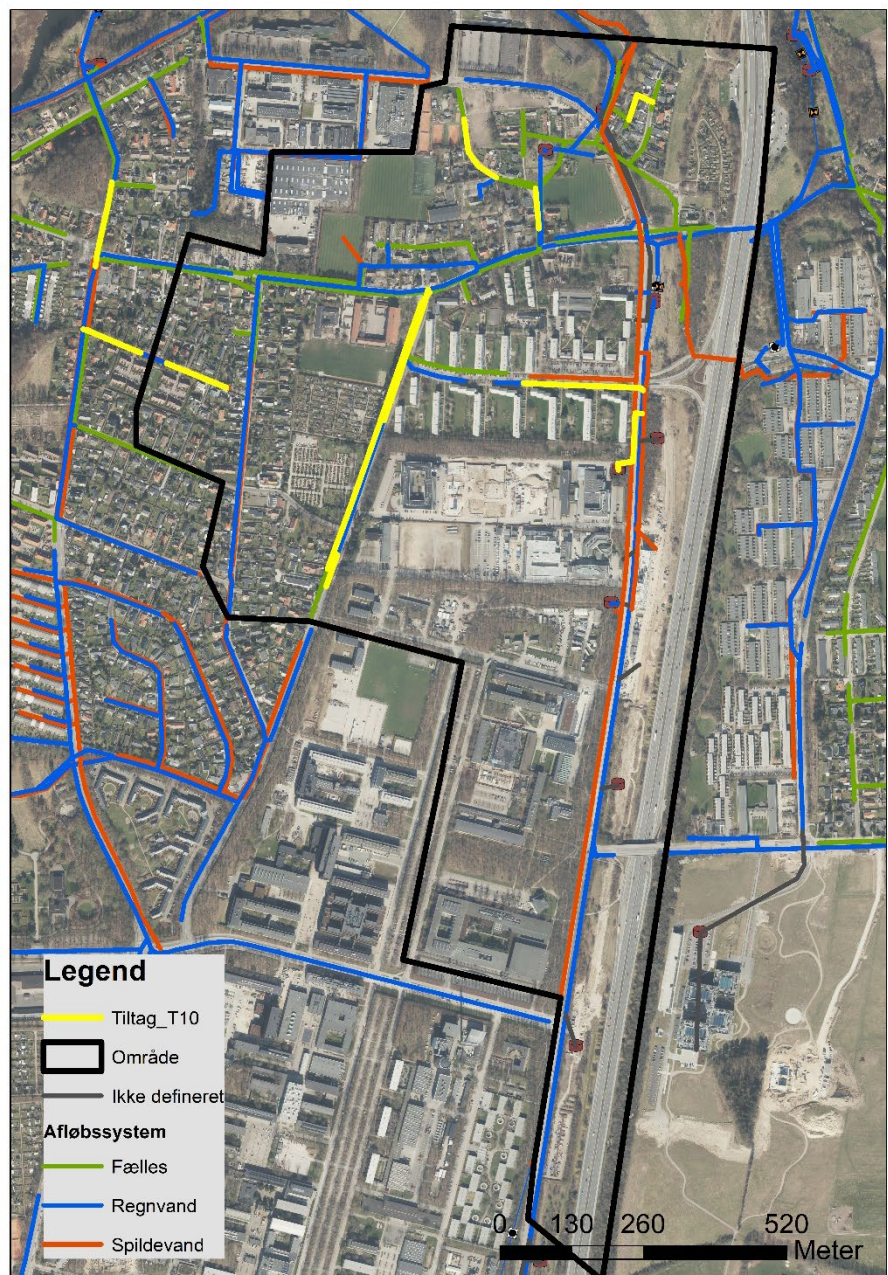 Legend
Tiltag_T10
Område
Ikke defineret
Afløbssystem
Fælles
Regnvand
Spildevand
0 130 260 520
Meter